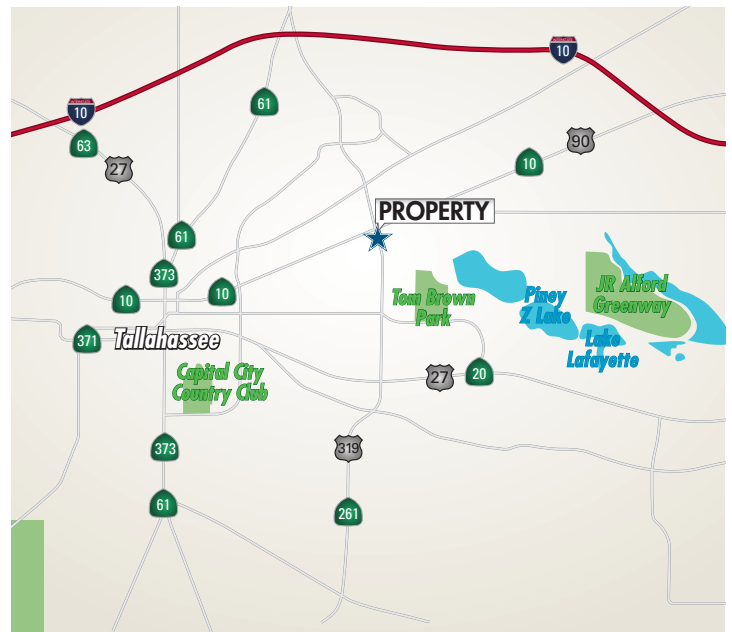 10
61
10
63
27
90
10
PROPERTY
61
373
10
10
Tom Brown
Park
Piney
Z Lake
JR Alford
Greenway
371
Tallahassee
Lake
Lafayette
Capital City
Country Club
27
20
373
319
61
261